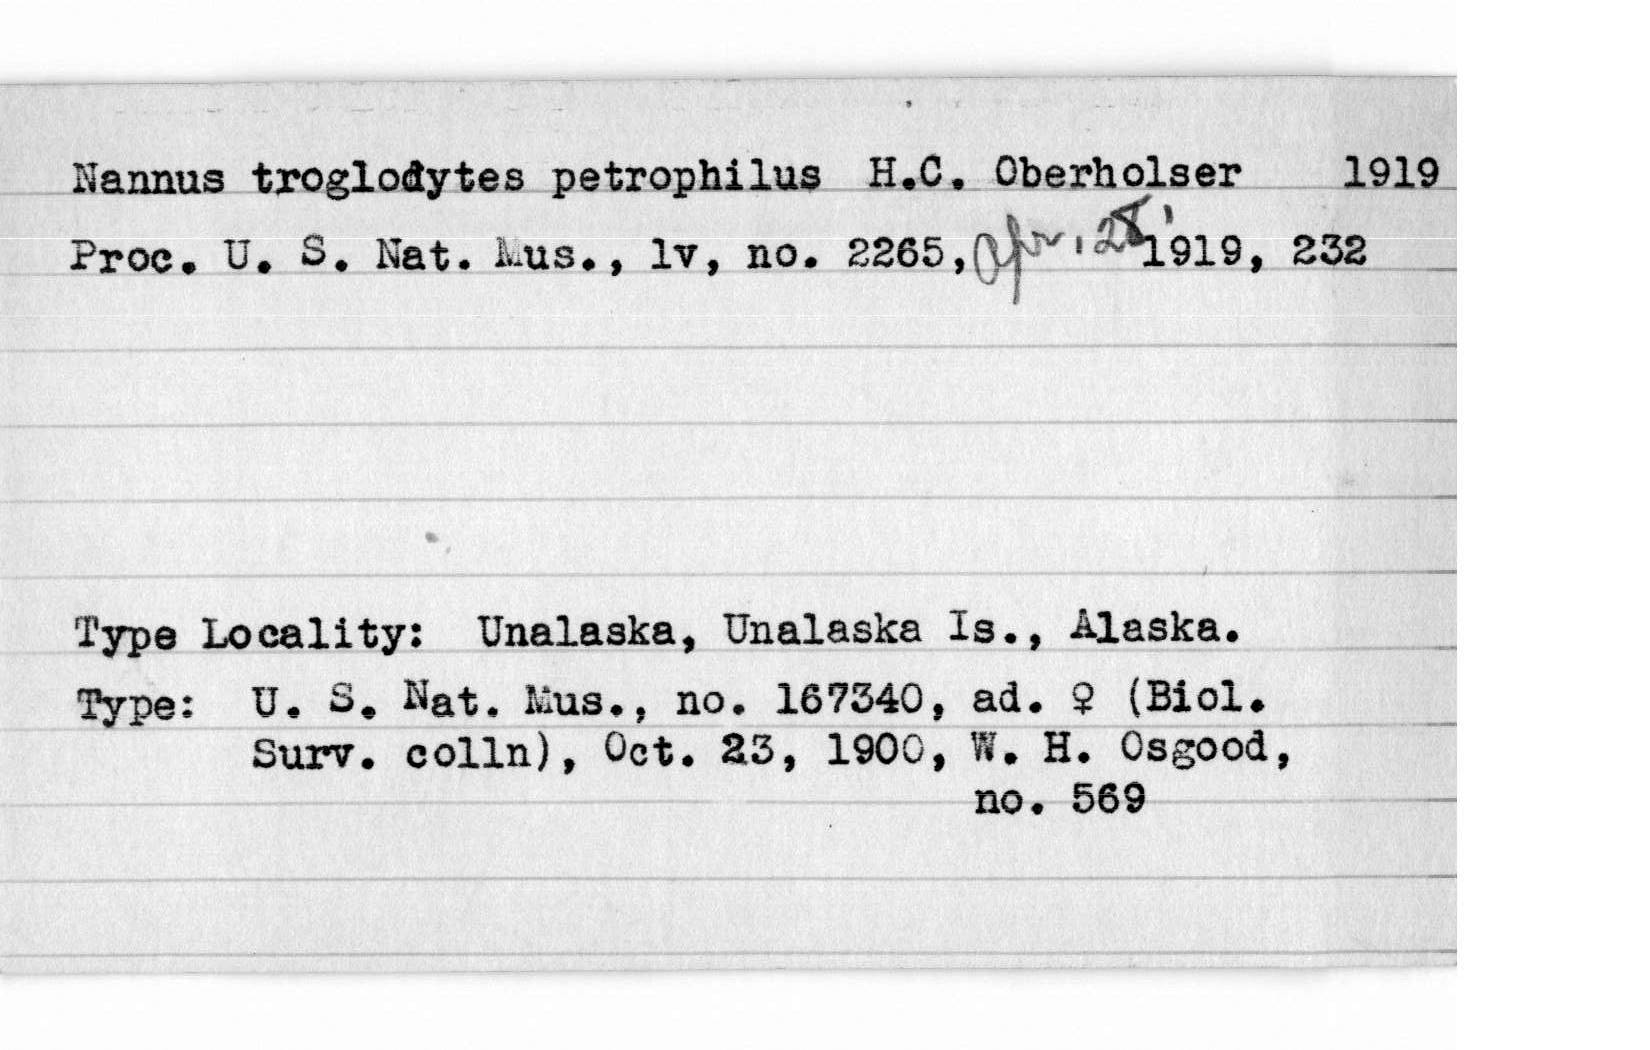 Nannus troglodytes petrophilus H.C. Oberholser 1919
Proc. U. S. Nat. Mus., lv, no. 2265, Apr. 28, 1919, 232
Type Locality: Unalaska, Unalaska Is., Alaska.
Type: U. S. Nat. Mus., no. 167340, ad. ♀ (Biol.
Surv. colln), Oct. 23, 1900, W. H. Osgood,
no. 569